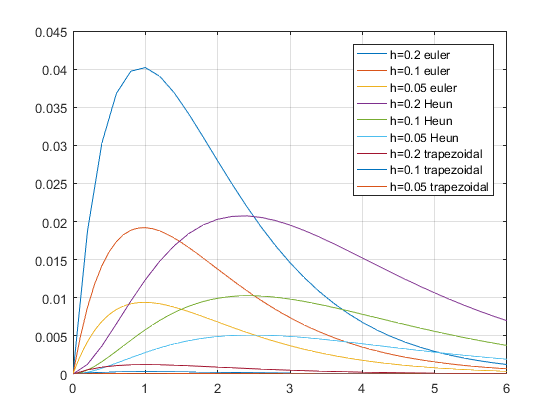 0.045
0.04
0.035
0.03
0.025
0.02
0.015
0.01
0.005
0
0 1 2 3 4 5 6
h=0.2 euler
h=0.1 euler
h=0.05 euler
h=0.2 Heun
h=0.1 Heun
h=0.05 Heun
h=0.2 trapezoidal
h=0.1 trapezoidal
h=0.05 trapezoidal